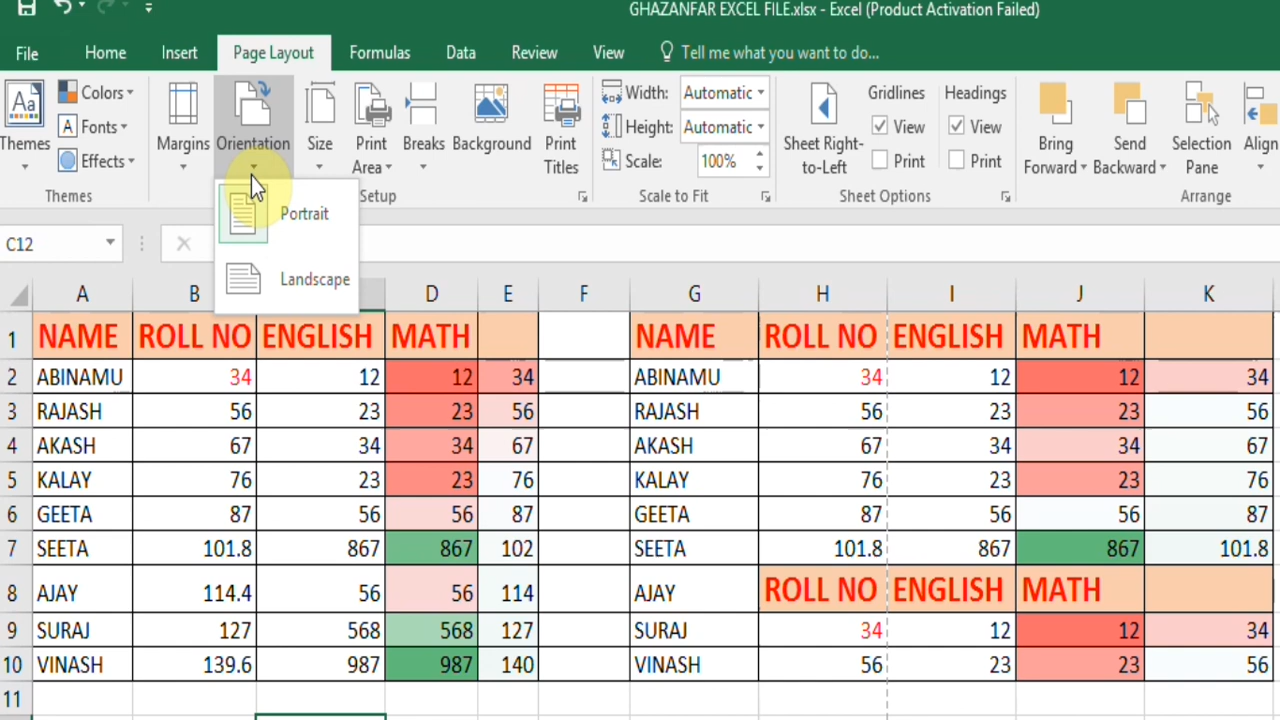 GHAZANFAR EXCEL FILE.xlsx - Excel (Product Activation Failed)
File Home Insert Page Layout Formulas Data Review View Tell me what you want to do...
Themes Colors Fonts Effects Margins Orientation Size Print Area Breaks Background Print Titles Width: Automatic Height: Automatic Scale: 100% Sheet Right-to-Left Gridlines View Print Headings View Print Bring Forward Send Backward Selection Pane Align
Themes Setup Scale to Fit Sheet Options Arrange
Portrait
C12
Landscape
A B D E F G H I J K
1 NAME ROLL NO ENGLISH MATH NAME ROLL NO ENGLISH MATH
2 ABINAMU 34 12 12 34 ABINAMU 34 12 12 34
3 RAJASH 56 23 23 56 RAJASH 56 23 23 56
4 AKASH 67 34 34 67 AKASH 67 34 34 67
5 KALAY 76 23 23 76 KALAY 76 23 23 76
6 GEETA 87 56 56 87 GEETA 87 56 56 87
7 SEETA 101.8 867 867 102 SEETA 101.8 867 867 101.8
8 AJAY 114.4 56 56 114 AJAY ROLL NO ENGLISH MATH
9 SURAJ 127 568 568 127 SURAJ 34 12 12 34
10 VINASH 139.6 987 987 140 VINASH 56 23 23 56
11